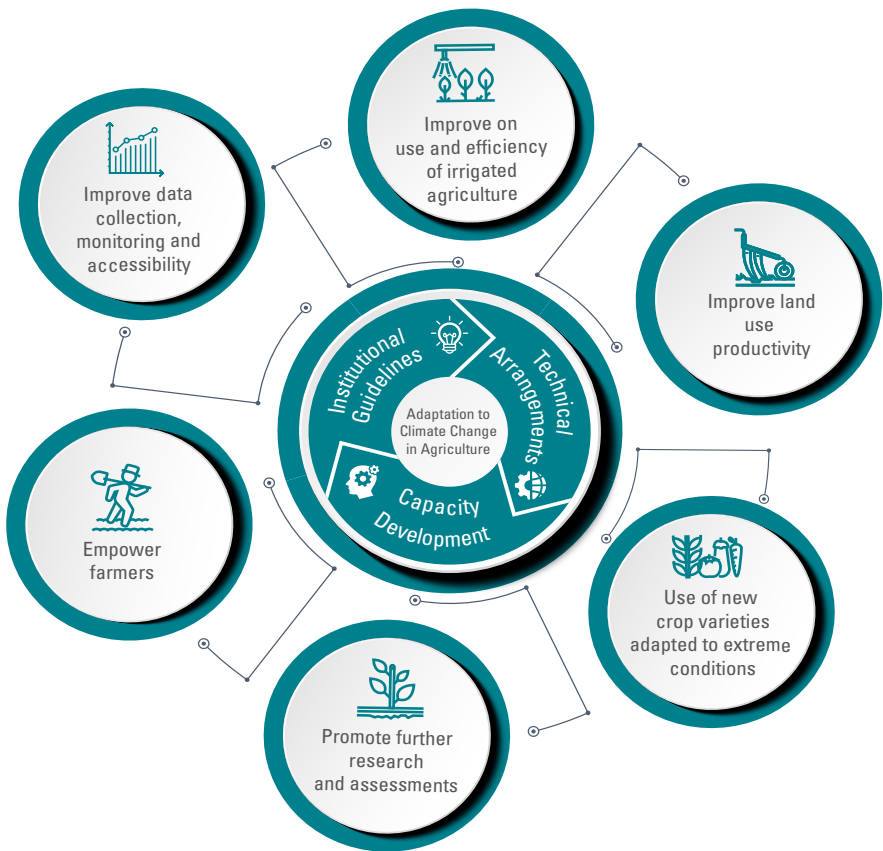 Improve on
use and efficiency
of irrigated
agriculture
Improve data
collection,
monitoring and
accessibility
Improve land
use
productivity
Institutional
Guidelines
Technical
Arrangements
Adaptation to
Climate Change
in Agriculture
Capacity
Development
Empower
farmers
Use of new
crop varieties
adapted to extreme
conditions
Promote further
research
and assessments